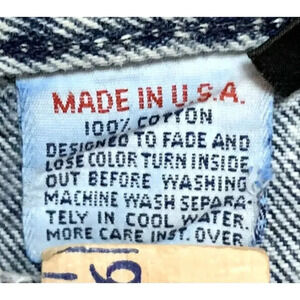 MADE IN U.S.A.
100% COTTON
DESIGNED TO FADE AND
LOSE COLOR TURN INSIDE
OUT BEFORE WASHING
MACHINE WASH SEPARA-
TELY IN COOL WATER.
MORE CARE INST. OVER